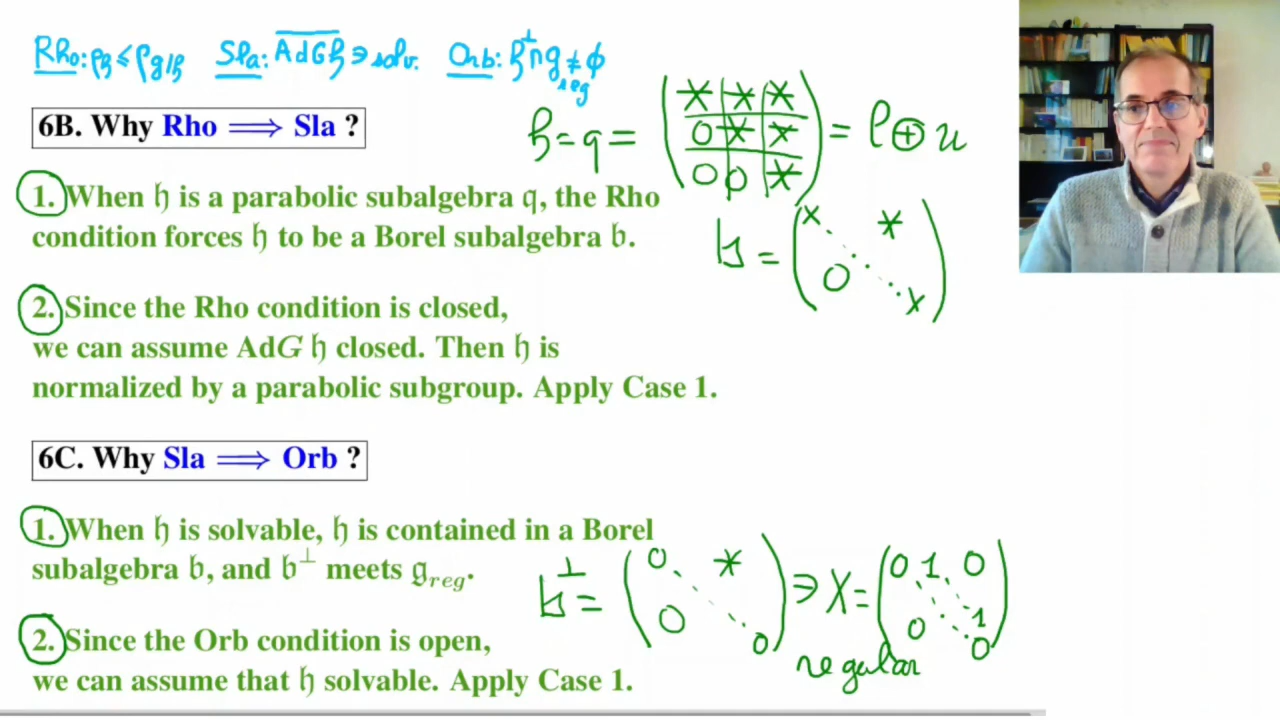 Rho: ρ𝔥 ≤ ρ𝔤/𝔥 Sla: \overline{AdG𝔥} ∋ solv. Orb: 𝔥^⊥ ∩ 𝔤_reg ≠ ϕ
6B. Why Rho ⟹ Sla ?
𝔥 = q = (* * * / 0 * * / 0 0 *) = l ⊕ u
1. When 𝔥 is a parabolic subalgebra 𝔮, the Rho
condition forces 𝔥 to be a Borel subalgebra 𝔟.
𝔟 = (x ⋱ * / 0 ⋱ x)
2. Since the Rho condition is closed,
we can assume AdG 𝔥 closed. Then 𝔥 is
normalized by a parabolic subgroup. Apply Case 1.
6C. Why Sla ⟹ Orb ?
1. When 𝔥 is solvable, 𝔥 is contained in a Borel
subalgebra 𝔟, and 𝔟^⊥ meets 𝔤_reg.
𝔟^⊥ = (0 ⋱ * / 0 ⋱ 0) ∋ X = (0 1 0 / ⋱ ⋱ 1 / 0 ⋱ 0)
regular
2. Since the Orb condition is open,
we can assume that 𝔥 solvable. Apply Case 1.